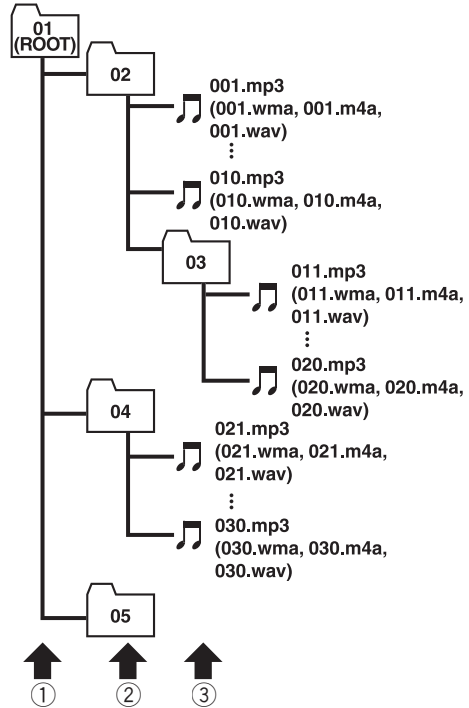 01
(ROOT)
02
001.mp3
(001.wma, 001.m4a,
001.wav)
010.mp3
(010.wma, 010.m4a,
010.wav)
03
011.mp3
(011.wma, 011.m4a,
011.wav)
020.mp3
(020.wma, 020.m4a,
020.wav)
04
021.mp3
(021.wma, 021.m4a,
021.wav)
030.mp3
(030.wma, 030.m4a,
030.wav)
05
① ② ③